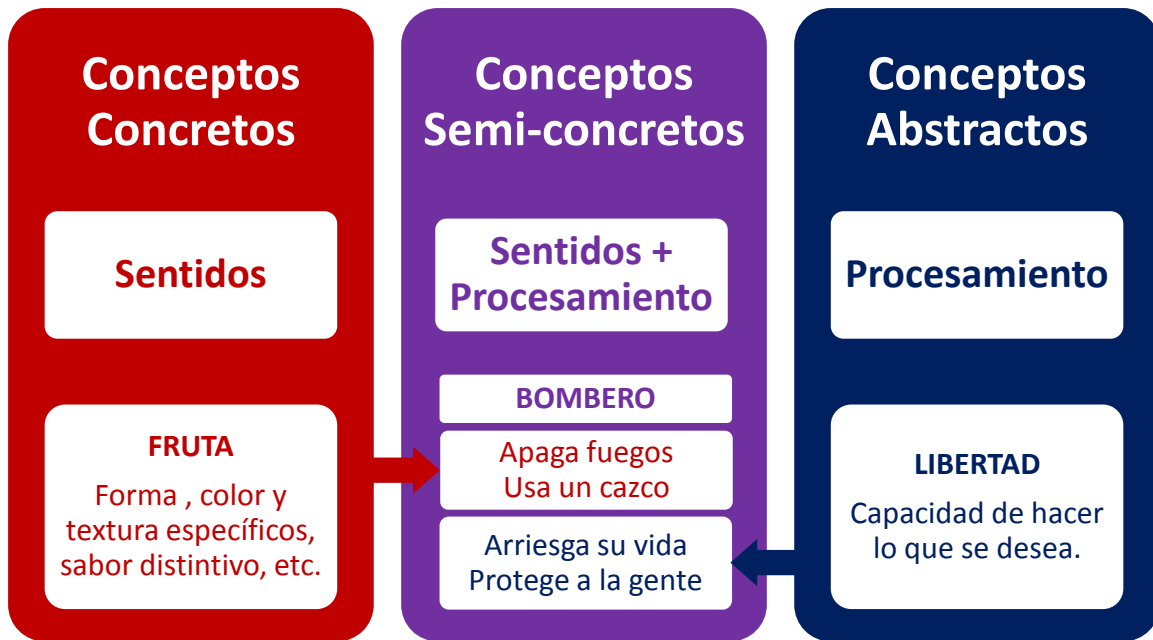 Conceptos
Concretos
Sentidos
FRUTA
Forma , color y
textura específicos,
sabor distintivo, etc.
Conceptos
Semi-concretos
Sentidos +
Procesamiento
BOMBERO
Apaga fuegos
Usa un cazco
Arriesga su vida
Protege a la gente
Conceptos
Abstractos
Procesamiento
LIBERTAD
Capacidad de hacer
lo que se desea.